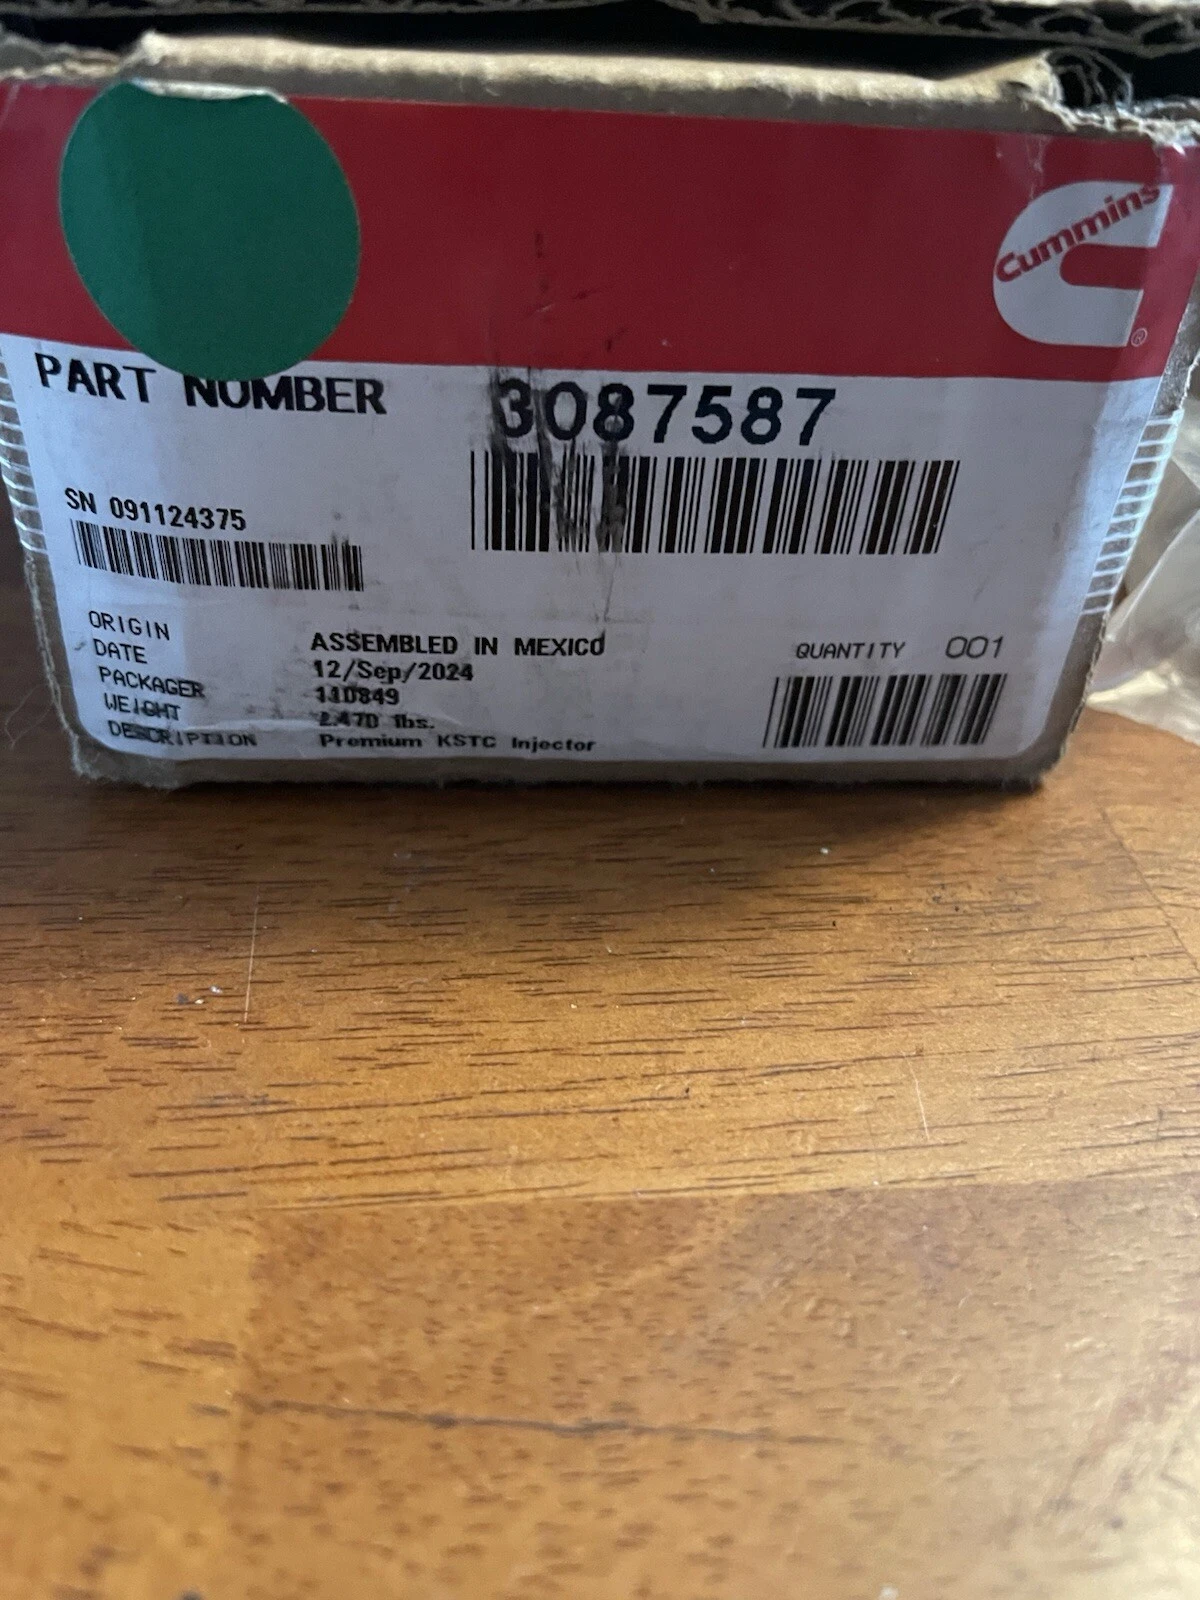 Cummins
®
PART NUMBER 3087587
SN 091124375
ORIGIN ASSEMBLED IN MEXICO
DATE 12/Sep/2024
PACKAGER 110849
WEIGHT 2.470 lbs.
DESCRIPTION Premium KSTC Injector
QUANTITY 001